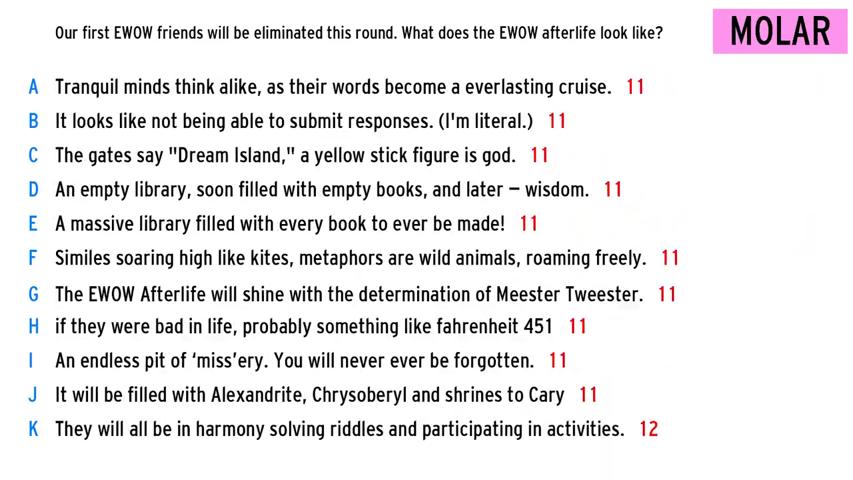 Our first EWOW friends will be eliminated this round. What does the EWOW afterlife look like?
MOLAR
A Tranquil minds think alike, as their words become a everlasting cruise. 11
B It looks like not being able to submit responses. (I'm literal.) 11
C The gates say "Dream Island," a yellow stick figure is god. 11
D An empty library, soon filled with empty books, and later – wisdom. 11
E A massive library filled with every book to ever be made! 11
F Similes soaring high like kites, metaphors are wild animals, roaming freely. 11
G The EWOW Afterlife will shine with the determination of Meester Tweester. 11
H if they were bad in life, probably something like fahrenheit 451 11
I An endless pit of ‘miss’ery. You will never ever be forgotten. 11
J It will be filled with Alexandrite, Chrysoberyl and shrines to Cary 11
K They will all be in harmony solving riddles and participating in activities. 12